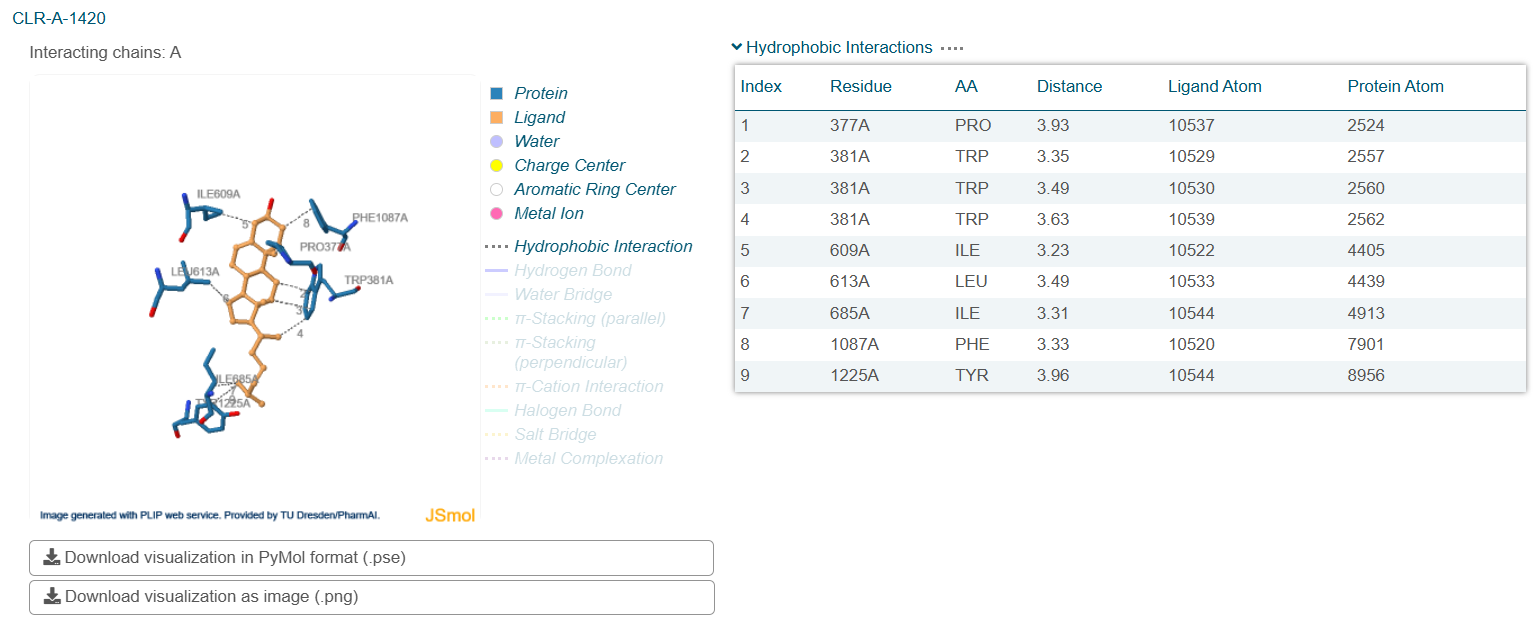 CLR-A-1420
Interacting chains: A
ILE609A
5
8
PHE1087A
PRO377A
LEU613A
TRP381A
6
2
3
4
ILE685A
7
9
TYR1225A
Image generated with PLIP web service. Provided by TU Dresden/PharmAI.
JSmol
Protein
Ligand
Water
Charge Center
Aromatic Ring Center
Metal Ion
Hydrophobic Interaction
Hydrogen Bond
Water Bridge
π-Stacking (parallel)
π-Stacking
(perpendicular)
π-Cation Interaction
Halogen Bond
Salt Bridge
Metal Complexation
Download visualization in PyMol format (.pse)
Download visualization as image (.png)
Hydrophobic Interactions
Index Residue AA Distance Ligand Atom Protein Atom
1 377A PRO 3.93 10537 2524
2 381A TRP 3.35 10529 2557
3 381A TRP 3.49 10530 2560
4 381A TRP 3.63 10539 2562
5 609A ILE 3.23 10522 4405
6 613A LEU 3.49 10533 4439
7 685A ILE 3.31 10544 4913
8 1087A PHE 3.33 10520 7901
9 1225A TYR 3.96 10544 8956